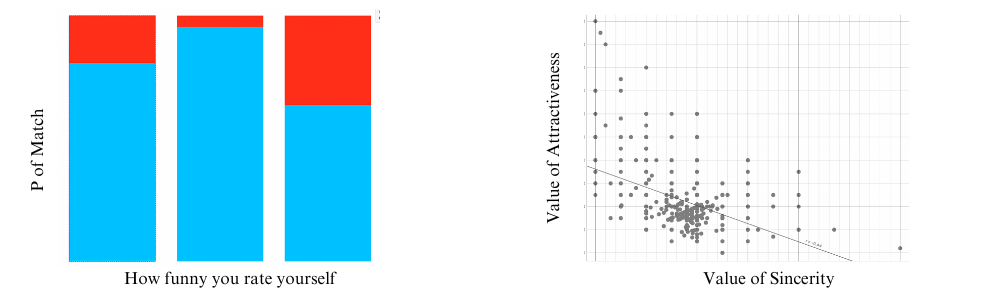 P of Match
How funny you rate yourself
Value of Attractiveness
Value of Sincerity